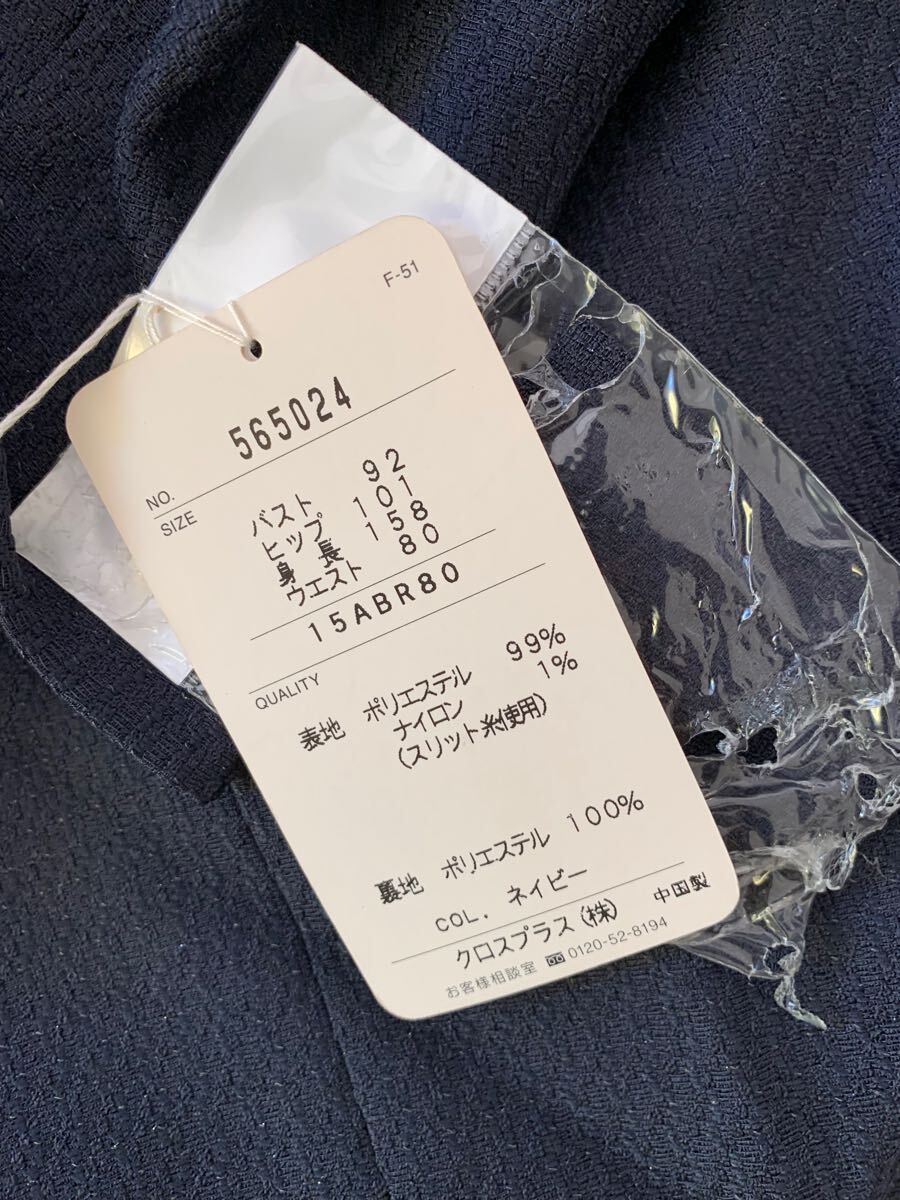 F-51
NO. 565024
SIZE バスト 92
ヒップ 101
身長 158
ウエスト 80
15ABR80
QUALITY
表地 ポリエステル 99%
ナイロン 1%
(スリット糸使用)
裏地 ポリエステル 100%
COL. ネイビー
クロスプラス(株) 中国製
お客様相談室 0120-52-8194